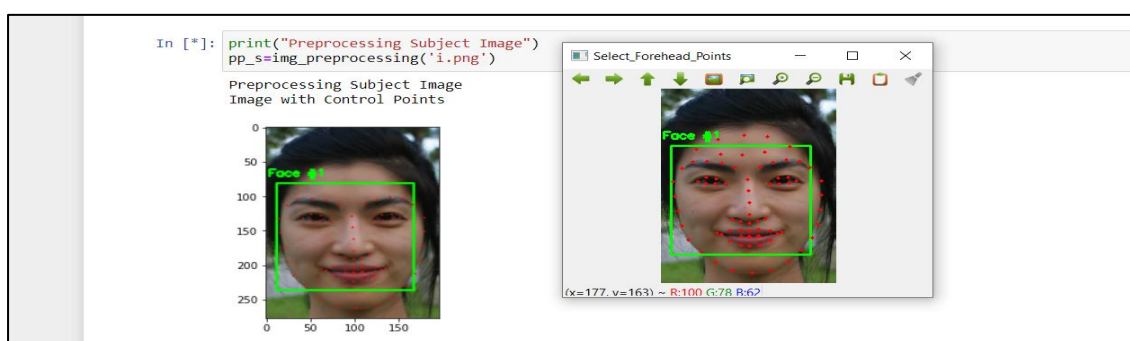 In [*]: print("Preprocessing Subject Image")
pp_s=img_preprocessing('i.png')
Preprocessing Subject Image
Image with Control Points
0
50
100
150
200
250
0 50 100 150
Face #1
Select_Forehead_Points
Face #1
(x=177, y=163) ~ R:100 G:78 B:62